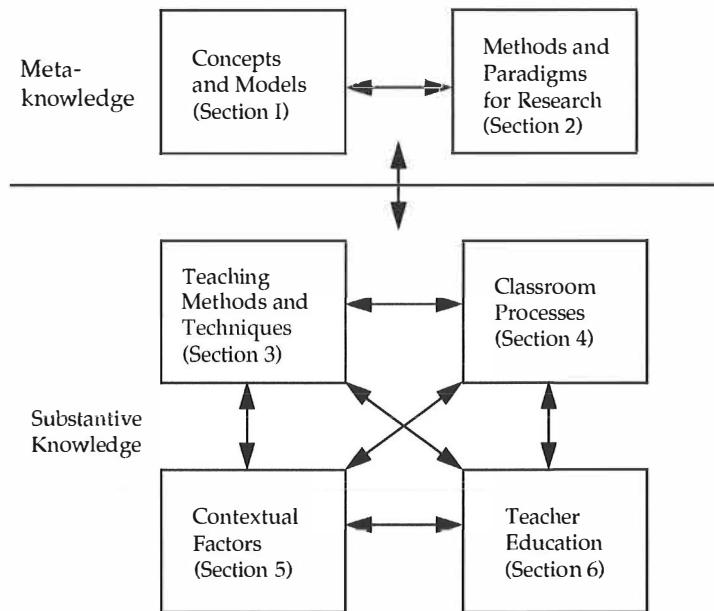 Meta-
knowledge
Concepts
and Models
(Section I)
Methods and
Paradigms
for Research
(Section 2)
Substantive
Knowledge
Teaching
Methods and
Techniques
(Section 3)
Classroom
Processes
(Section 4)
Contextual
Factors
(Section 5)
Teacher
Education
(Section 6)